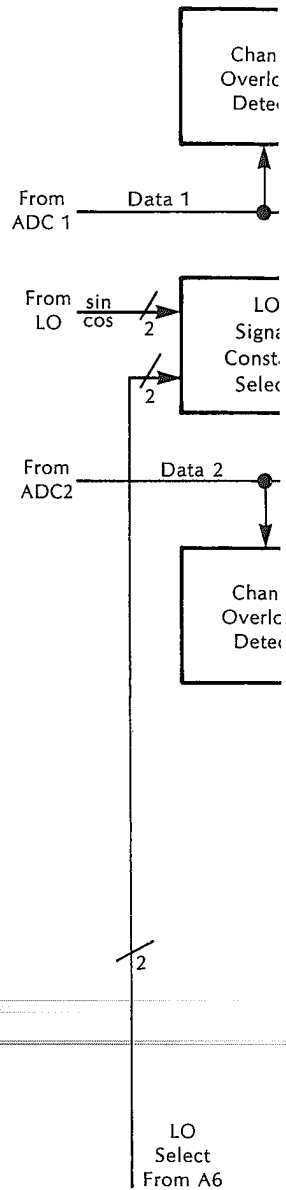 Chan
Overlo
Detec
From
ADC 1
Data 1
From
LO
sin
cos
2
LO
Signa
Consta
Selec
2
From
ADC2
Data 2
Chan
Overlo
Detec
2
LO
Select
From A6